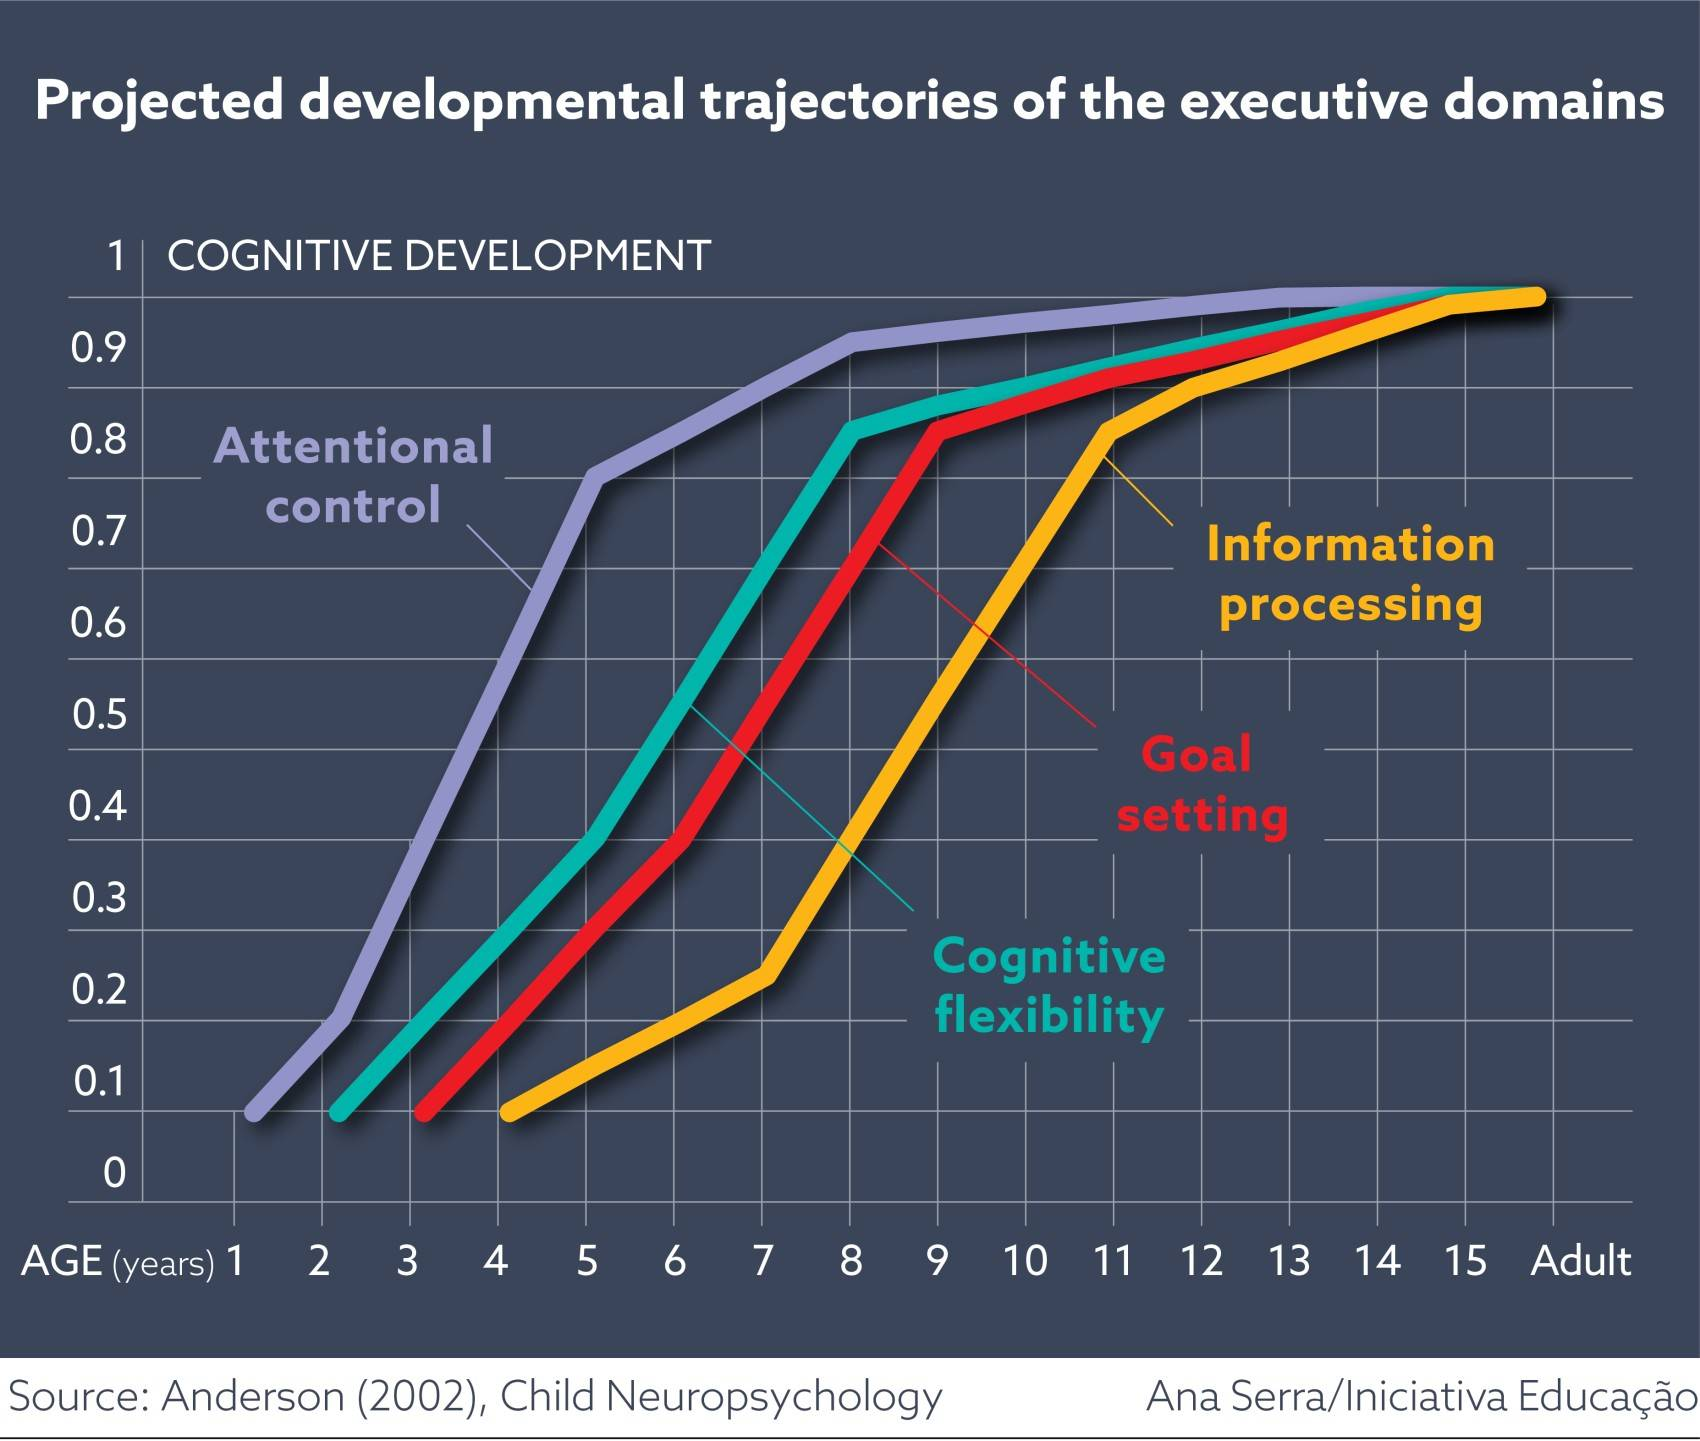 Projected developmental trajectories of the executive domains
1 COGNITIVE DEVELOPMENT
0.9
0.8
0.7
0.6
0.5
0.4
0.3
0.2
0.1
0
Attentional
control
Information
processing
Goal
setting
Cognitive
flexibility
AGE (years) 1 2 3 4 5 6 7 8 9 10 11 12 13 14 15 Adult
Source: Anderson (2002), Child Neuropsychology Ana Serra/Iniciativa Educação